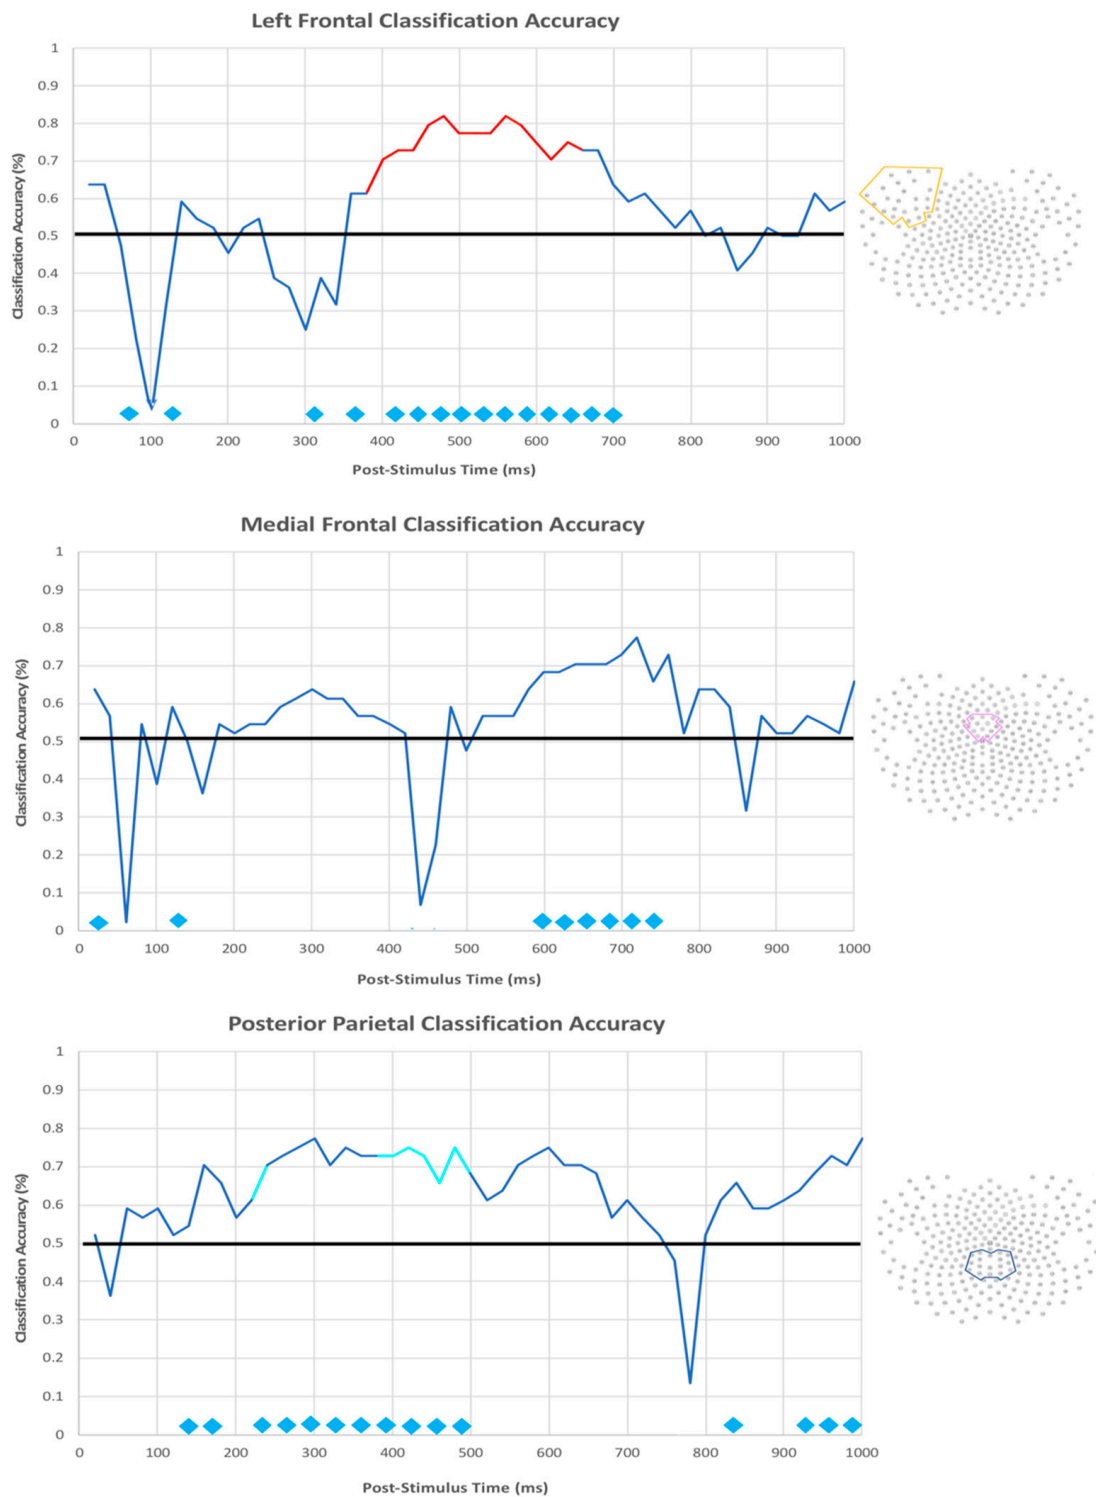 Left Frontal Classification Accuracy
1
0.9
0.8
0.7
0.6
0.5
0.4
0.3
0.2
0.1
0
Classification Accuracy (%)
0 100 200 300 400 500 600 700 800 900 1000
Post-Stimulus Time (ms)
Medial Frontal Classification Accuracy
1
0.9
0.8
0.7
0.6
0.5
0.4
0.3
0.2
0.1
0
Classification Accuracy (%)
0 100 200 300 400 500 600 700 800 900 1000
Post-Stimulus Time (ms)
Posterior Parietal Classification Accuracy
1
0.9
0.8
0.7
0.6
0.5
0.4
0.3
0.2
0.1
0
Classification Accuracy (%)
0 100 200 300 400 500 600 700 800 900 1000
Post-Stimulus Time (ms)